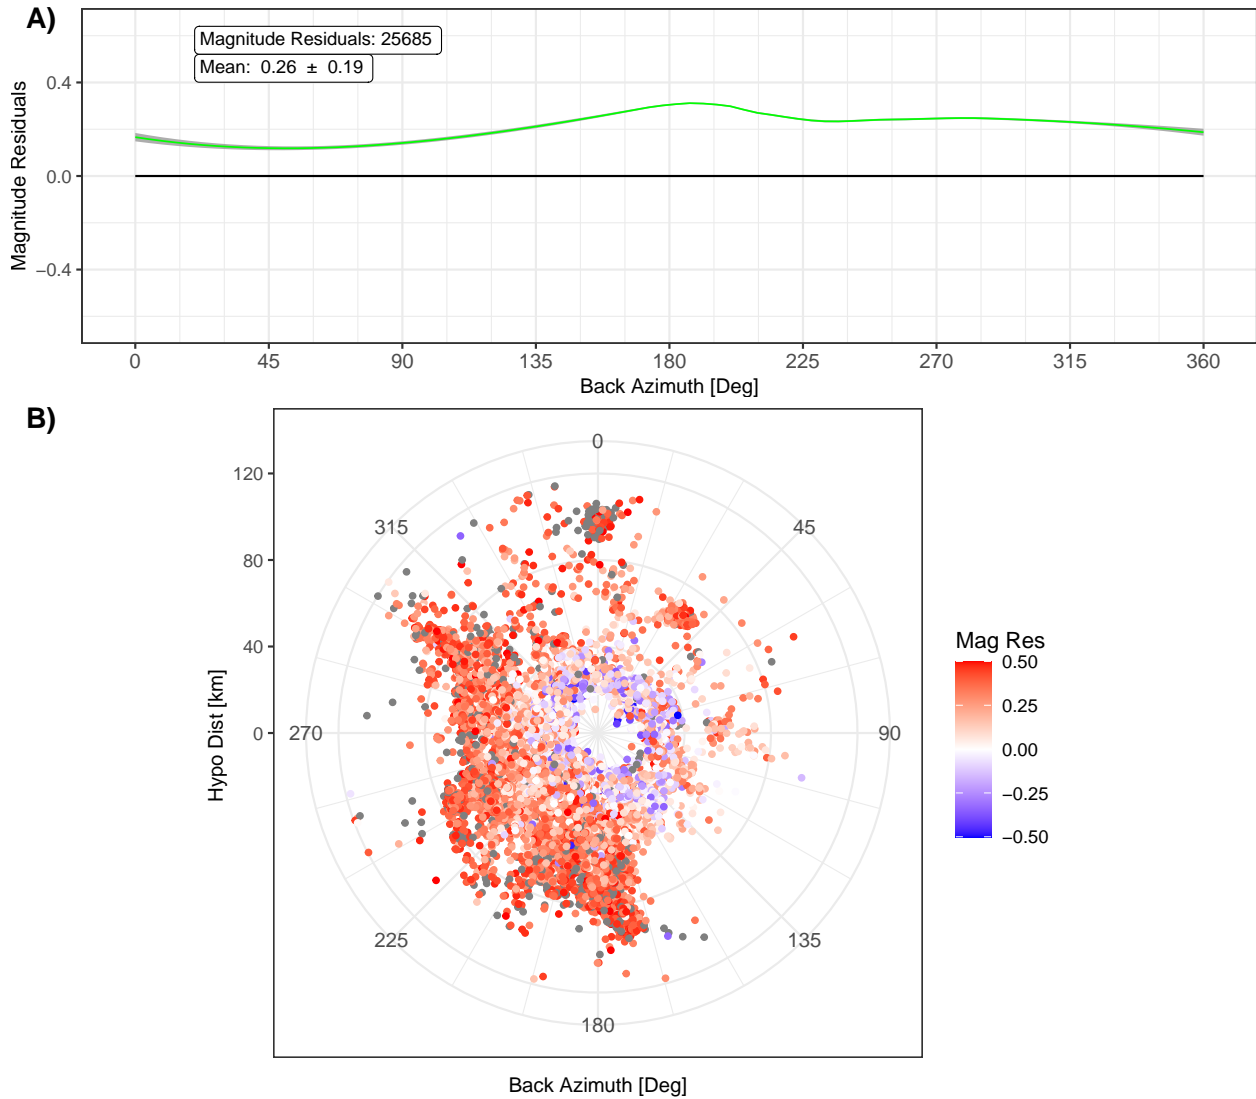 A)
Magnitude Residuals: 25685
Mean:  0.26  ±  0.19
Magnitude Residuals
0.4
0.0
−0.4
0 45 90 135 180 225 270 315 360
Back Azimuth [Deg]
B)
Hypo Dist [km]
120
80
40
0
0
45
90
135
180
225
270
315
Back Azimuth [Deg]
Mag Res
0.50
0.25
0.00
−0.25
−0.50